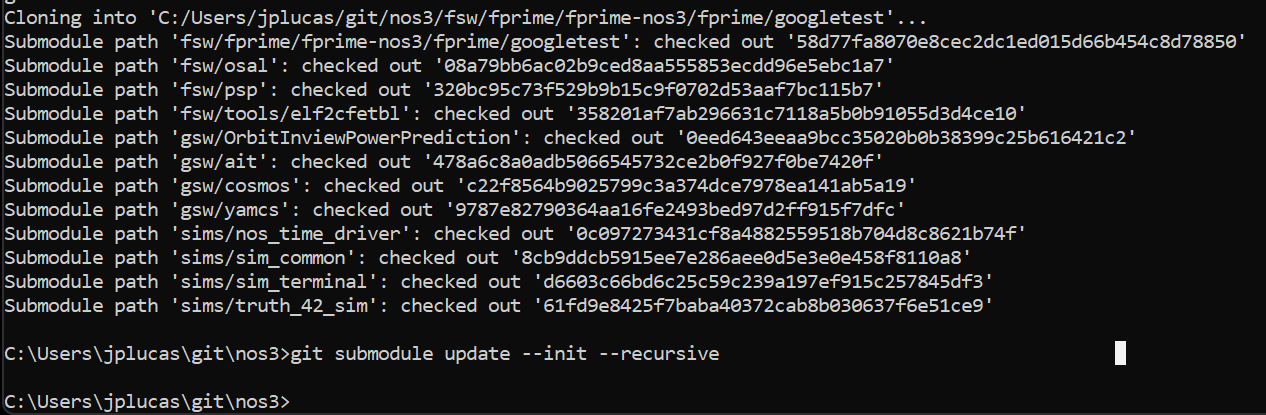 Cloning into 'C:/Users/jplucas/git/nos3/fsw/fprime/fprime-nos3/fprime/googletest'...
Submodule path 'fsw/fprime/fprime-nos3/fprime/googletest': checked out '58d77fa8070e8cec2dc1ed015d66b454c8d78850'
Submodule path 'fsw/osal': checked out '08a79bb6ac02b9ced8aa555853ecdd96e5ebc1a7'
Submodule path 'fsw/psp': checked out '320bc95c73f529b9b15c9f0702d53aaf7bc115b7'
Submodule path 'fsw/tools/elf2cfetbl': checked out '358201af7ab296631c7118a5b0b91055d3d4ce10'
Submodule path 'gsw/OrbitInviewPowerPrediction': checked out '0eed643eeaa9bcc35020b0b38399c25b616421c2'
Submodule path 'gsw/ait': checked out '478a6c8a0adb5066545732ce2b0f927f0be7420f'
Submodule path 'gsw/cosmos': checked out 'c22f8564b9025799c3a374dce7978ea141ab5a19'
Submodule path 'gsw/yamcs': checked out '9787e82790364aa16fe2493bed97d2ff915f7dfc'
Submodule path 'sims/nos_time_driver': checked out '0c097273431cf8a4882559518b704d8c8621b74f'
Submodule path 'sims/sim_common': checked out '8cb9ddcb5915ee7e286aee0d5e3e0e458f8110a8'
Submodule path 'sims/sim_terminal': checked out 'd6603c66bd6c25c59c239a197ef915c257845df3'
Submodule path 'sims/truth_42_sim': checked out '61fd9e8425f7baba40372cab8b030637f6e51ce9'
C:\Users\jplucas\git\nos3>git submodule update --init --recursive
C:\Users\jplucas\git\nos3>